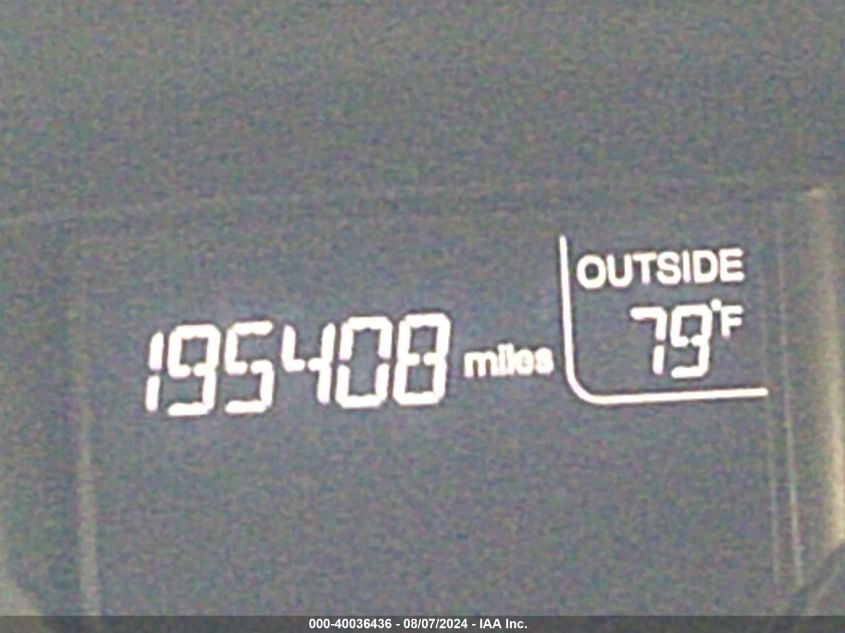 OUTSIDE
195408 miles 79°F
000-40036436 - 08/07/2024 - IAA Inc.